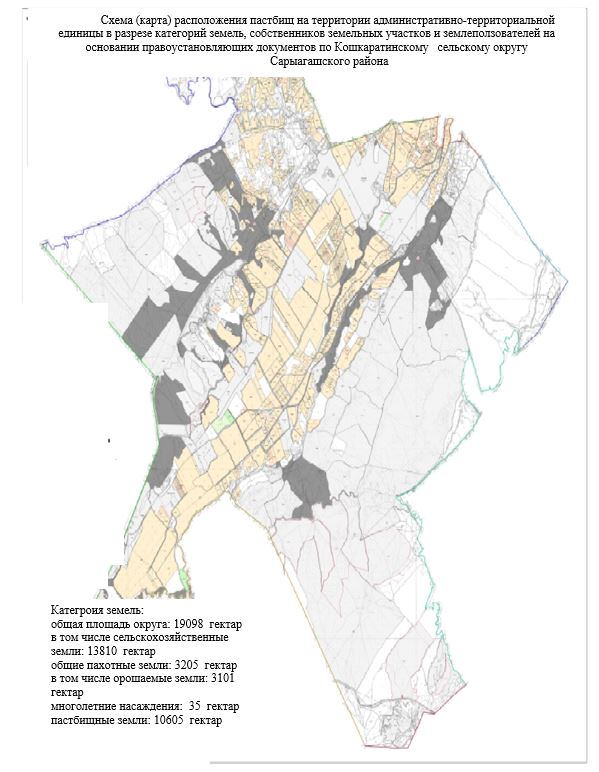 Схема (карта) расположения пастбищ на территории административно-территориальной
единицы в разрезе категорий земель, собственников земельных участков и землеползователей на
основании правоустановляющих документов по Кошкаратинскому сельскому округу
Сарыагашского района
Категроия земель:
общая площадь округа: 19098 гектар
в том числе сельскохозяйственные
земли: 13810 гектар
общие пахотные земли: 3205 гектар
в том числе орошаемые земли: 3101
гектар
многолетние насаждения: 35 гектар
пастбищные земли: 10605 гектар